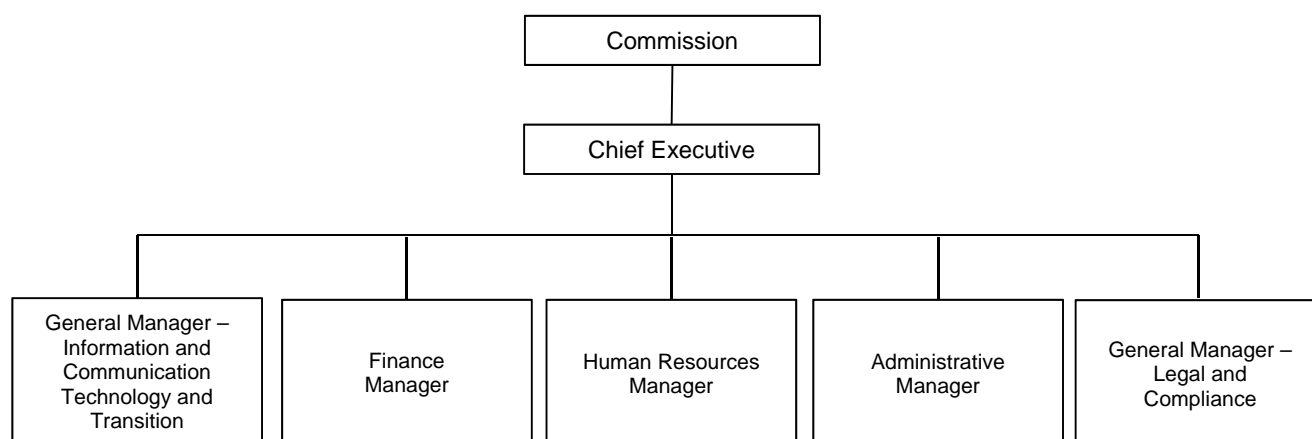 Commission
Chief Executive
General Manager –
Information and
Communication
Technology and
Transition
Finance
Manager
Human Resources
Manager
Administrative
Manager
General Manager –
Legal and
Compliance